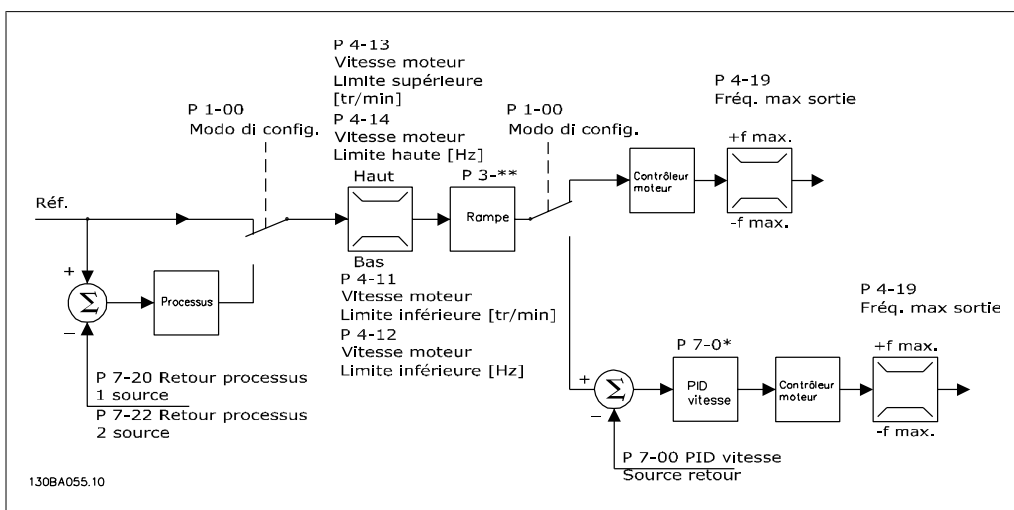 P 4-13
Vitesse moteur
Limite supérieure
[tr/min]
P 4-14
Vitesse moteur
Limite haute [Hz]
P 1-00
Modo di config.
P 1-00
Modo di config.
P 4-19
Fréq. max sortie
+f max.
Contrôleur
moteur
-f max.
Haut
P 3-**
Rampe
Réf.
Bas
P 4-11
Vitesse moteur
Limite inférieure [tr/min]
P 4-12
Vitesse moteur
Limite inférieure [Hz]
+
Σ
−
Processus
P 7-20 Retour processus
1 source
P 7-22 Retour processus
2 source
P 4-19
Fréq. max sortie
+f max.
P 7-0*
+
Σ
−
PID
vitesse
Contrôleur
moteur
-f max.
P 7-00 PID vitesse
Source retour
130BA055.10